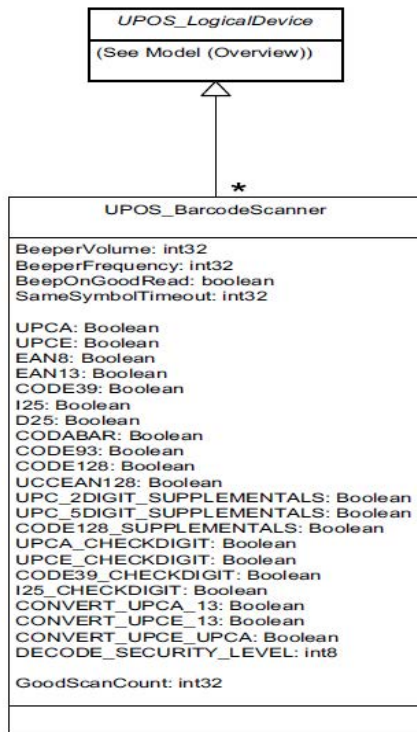 UPOS_LogicalDevice
(See Model (Overview))
*
UPOS_BarcodeScanner
BeeperVolume: int32
BeeperFrequency: int32
BeepOnGoodRead: boolean
SameSymbolTimeout: int32
UPCA: Boolean
UPCE: Boolean
EAN8: Boolean
EAN13: Boolean
CODE39: Boolean
I25: Boolean
D25: Boolean
CODABAR: Boolean
CODE93: Boolean
CODE128: Boolean
UCCEAN128: Boolean
UPC_2DIGIT_SUPPLEMENTALS: Boolean
UPC_5DIGIT_SUPPLEMENTALS: Boolean
CODE128_SUPPLEMENTALS: Boolean
UPCA_CHECKDIGIT: Boolean
UPCE_CHECKDIGIT: Boolean
CODE39_CHECKDIGIT: Boolean
I25_CHECKDIGIT: Boolean
CONVERT_UPCA_13: Boolean
CONVERT_UPCE_13: Boolean
CONVERT_UPCE_UPCA: Boolean
DECODE_SECURITY_LEVEL: int8
GoodScanCount: int32